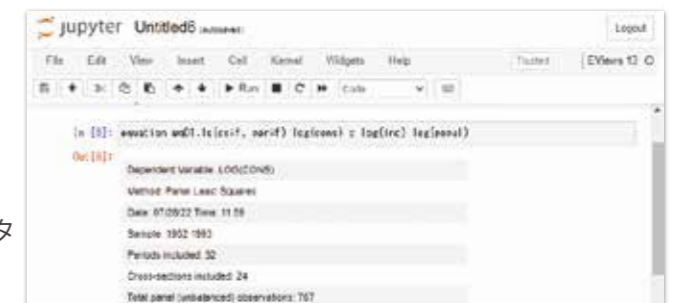 jupyter Untitled6 (autosaved)
Logout
File Edit View Insert Cell Kernel Widgets Help
Trusted
EViews 13
Run
Code
In [8]: equation eq01.ls(cx=f, per=f) log(cons) c log(inc) log(popul)
Out[8]:
Dependent Variable: LOG(CONS)
Method: Panel Least Squares
Date: 07/28/22 Time: 11:59
Sample: 1962 1993
Periods included: 32
Cross-sections included: 24
Total panel (unbalanced) observations: 767
タ